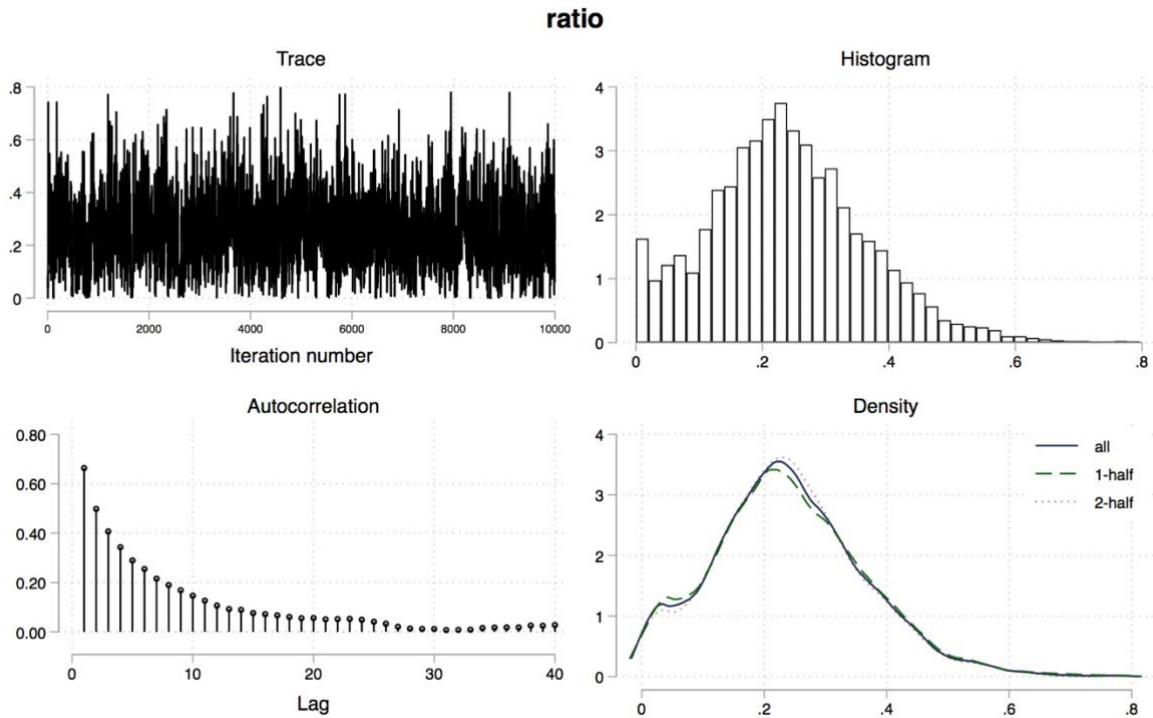 ratio
Trace
.8
.6
.4
.2
0
0 2000 4000 6000 8000 10000
Iteration number
Histogram
4
3
2
1
0
0 .2 .4 .6 .8
Autocorrelation
0.80
0.60
0.40
0.20
0.00
0 10 20 30 40
Lag
Density
4
3
2
1
0
0 .2 .4 .6 .8
all
1-half
2-half